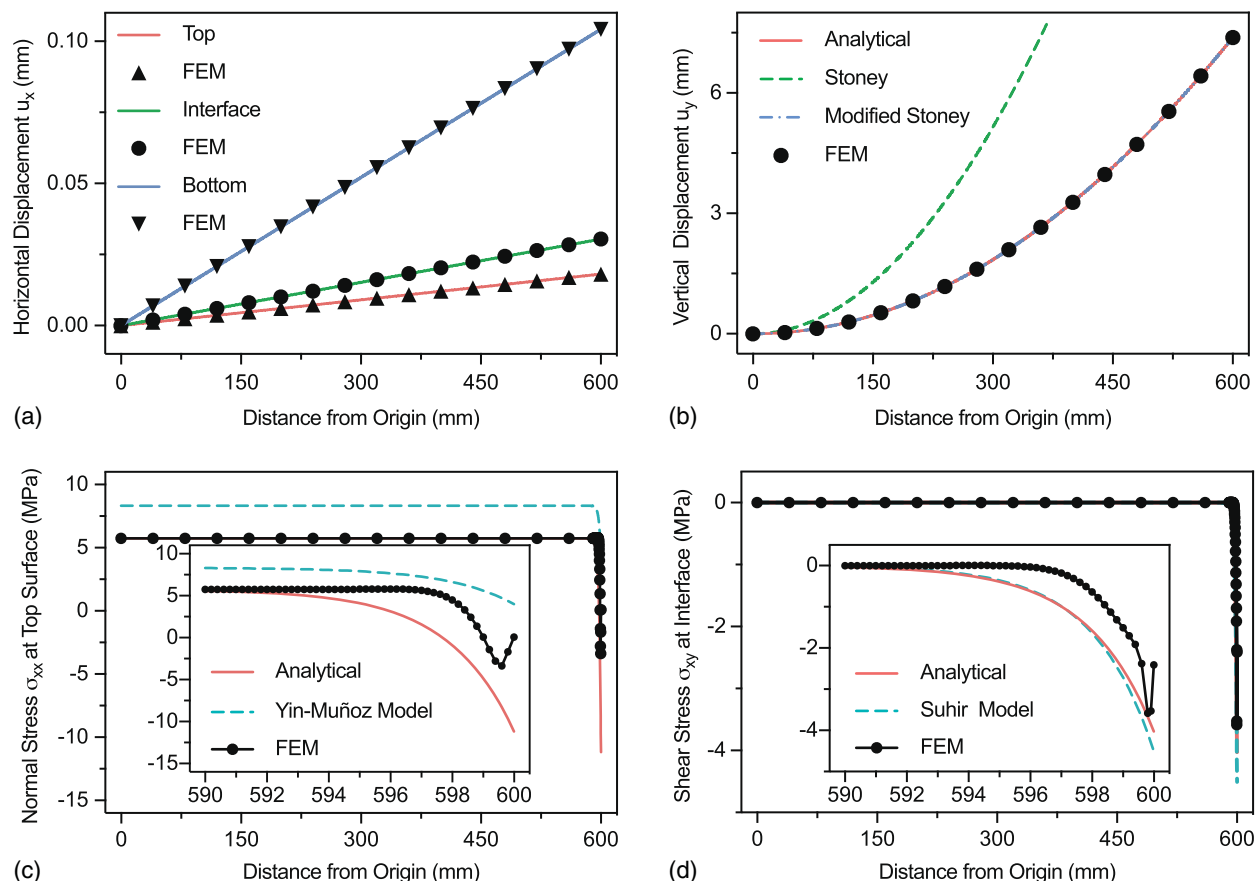 Horizontal Displacement uₓ (mm)
0.10
0.05
0.00
Top
FEM
Interface
FEM
Bottom
FEM
0 150 300 450 600
(a) Distance from Origin (mm)
Vertical Displacement u_y (mm)
6
3
0
Analytical
Stoney
Modified Stoney
FEM
0 150 300 450 600
(b) Distance from Origin (mm)
Normal Stress σₓₓ at Top Surface (MPa)
10
5
0
-5
-10
-15
10
5
0
-5
-10
-15
Analytical
Yin-Muñoz Model
FEM
590 592 594 596 598 600
0 150 300 450 600
(c) Distance from Origin (mm)
Shear Stress σ_xy at Interface (MPa)
0
-2
-4
0
-2
-4
Analytical
Suhir Model
FEM
590 592 594 596 598 600
0 150 300 450 600
(d) Distance from Origin (mm)